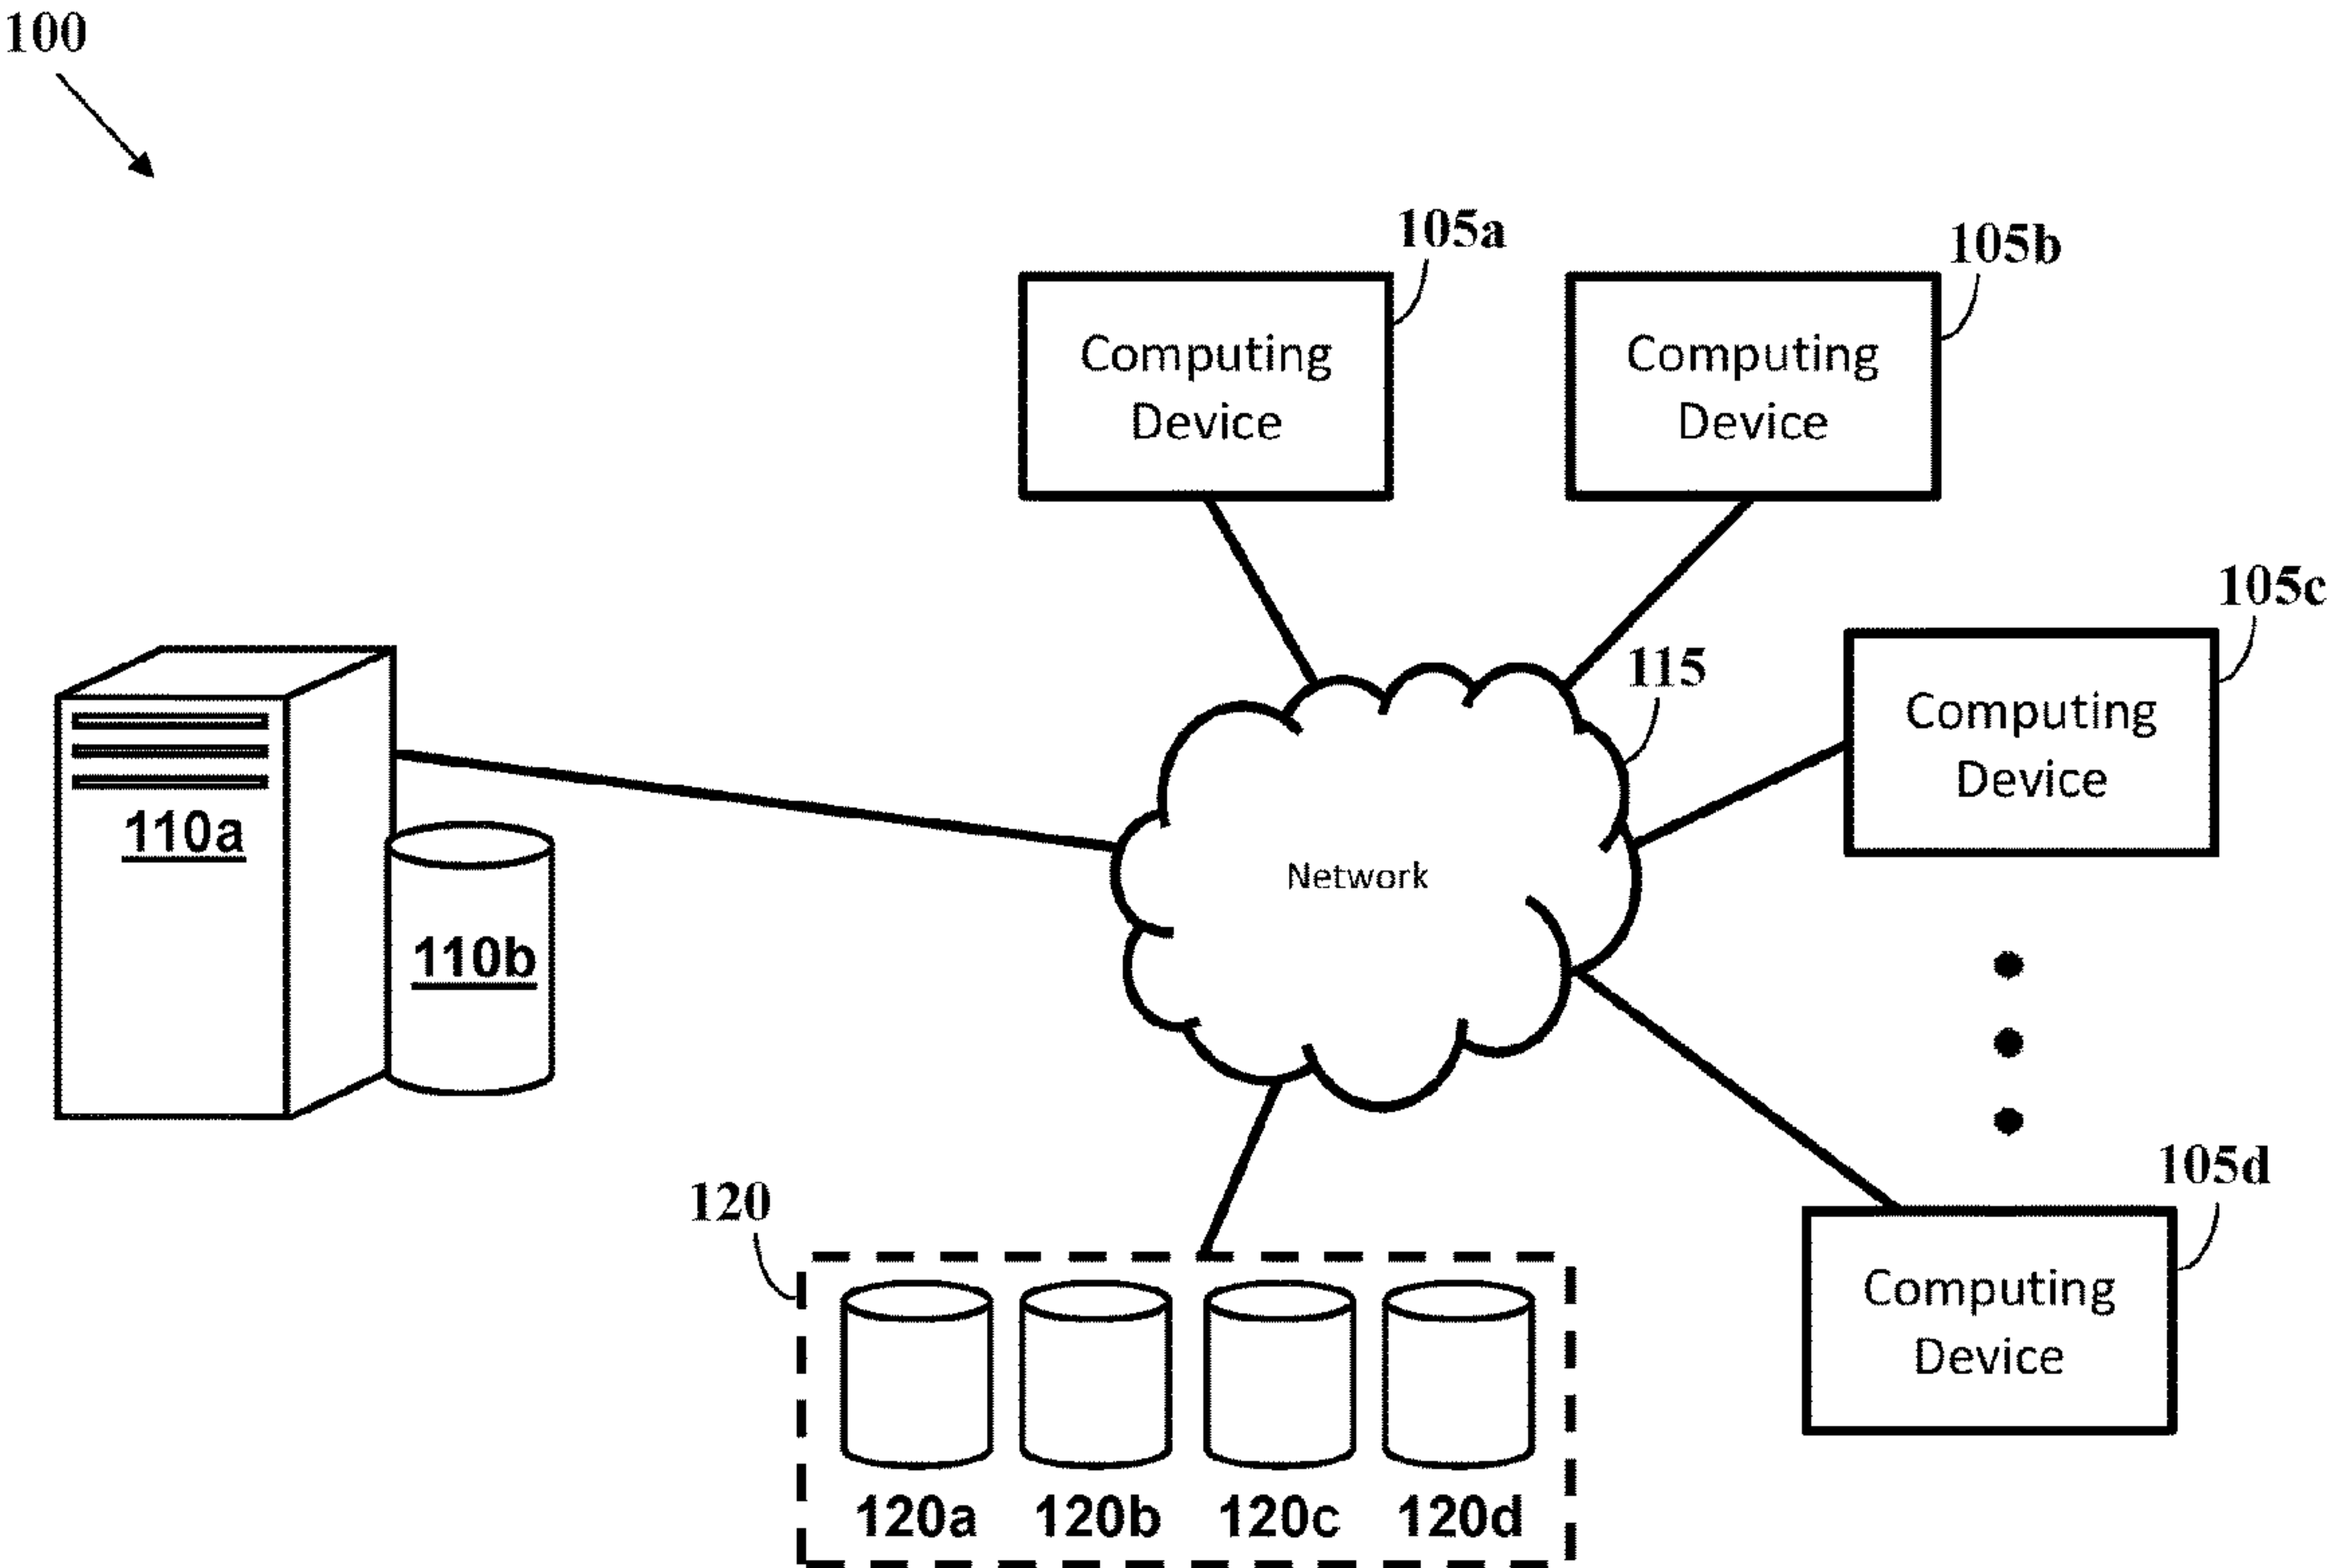 100
105a
105b
Computing
Device
Computing
Device
105c
115
Computing
Device
110a
Network
110b
105d
120
Computing
Device
120a 120b 120c 120d